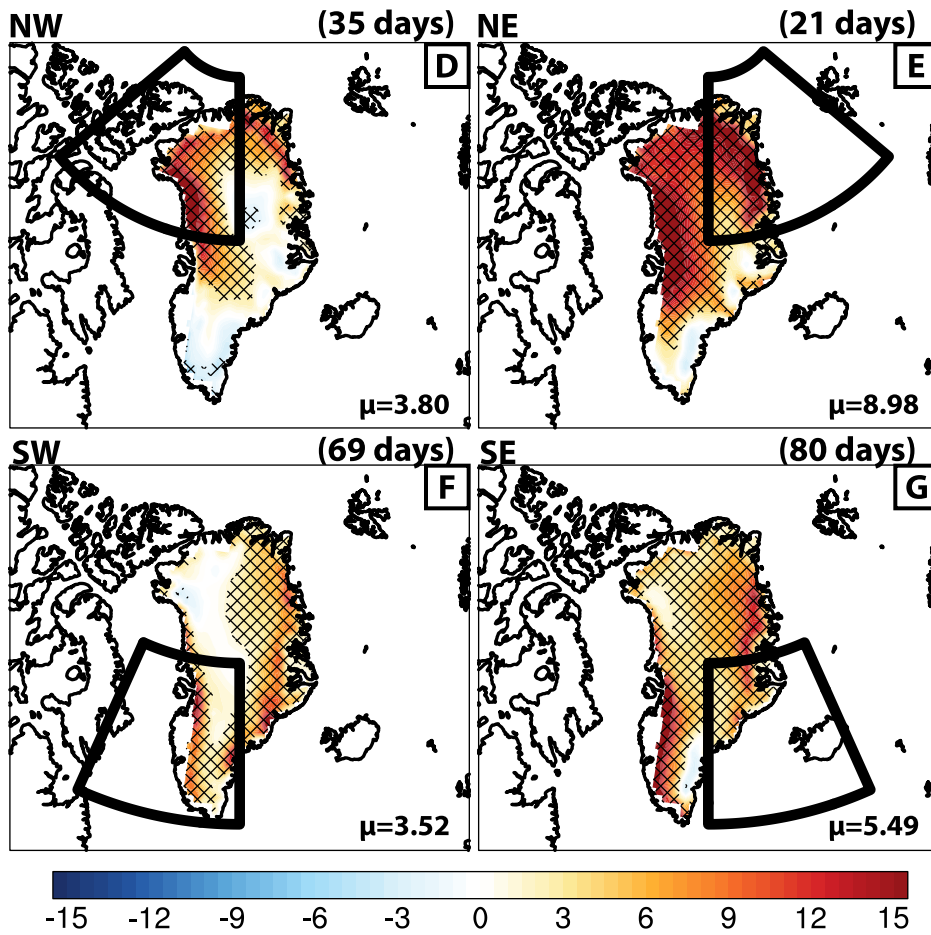 NW (35 days) NE (21 days)
D E
μ=3.80 μ=8.98
SW (69 days) SE (80 days)
F G
μ=3.52 μ=5.49
-15 -12 -9 -6 -3 0 3 6 9 12 15